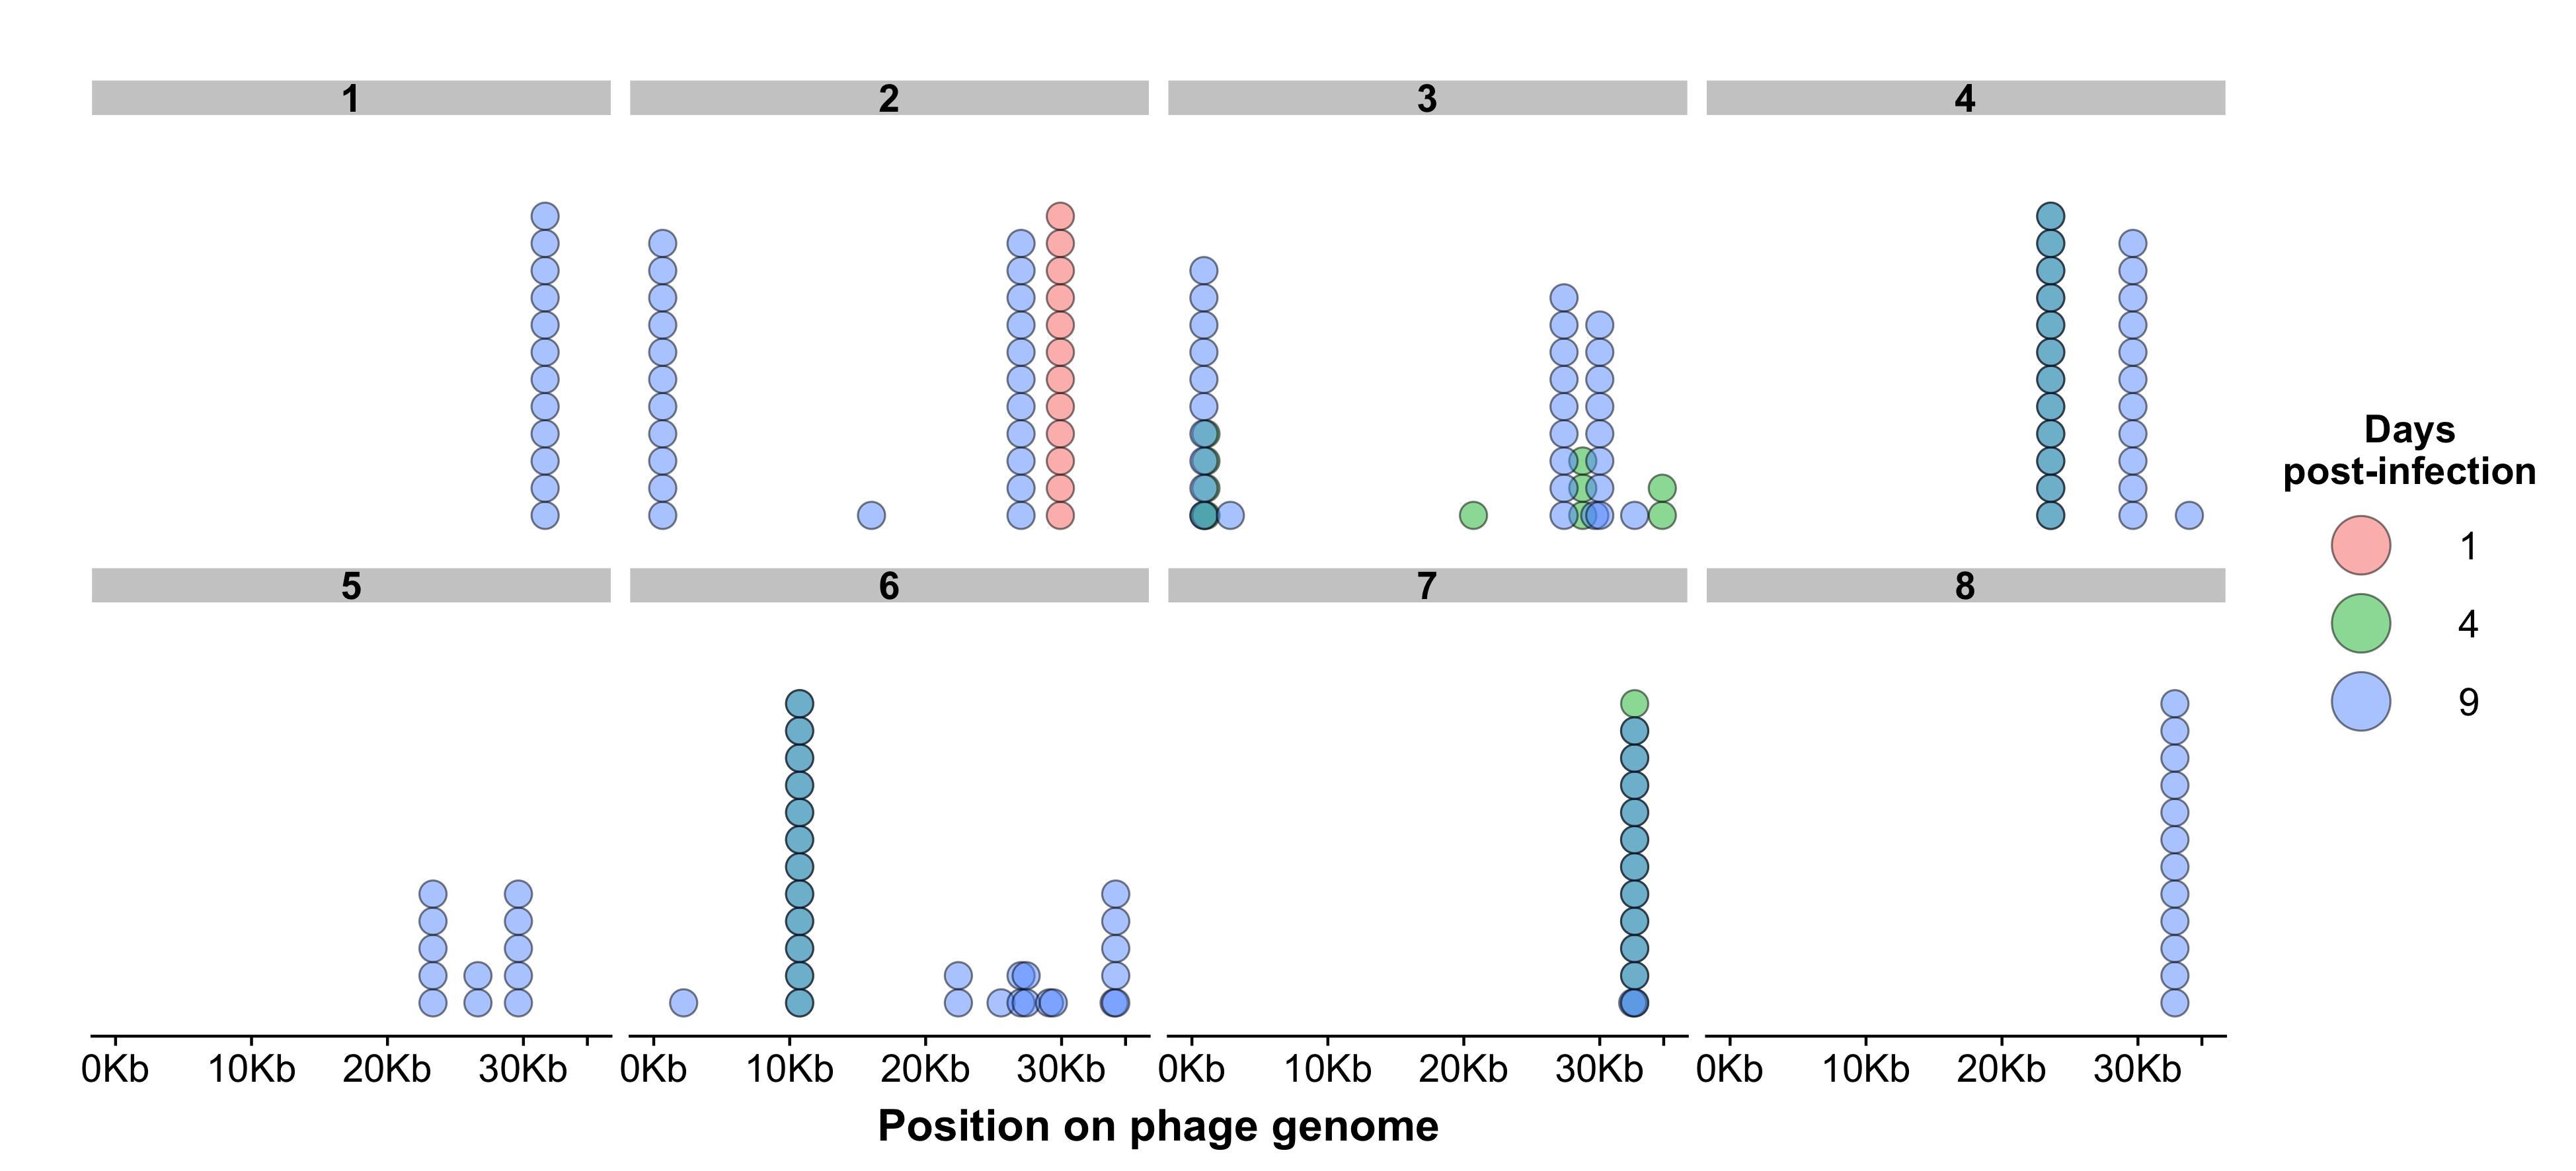 1 2 3 4
5 6 7 8
Days
post-infection
1
4
9
0Kb 10Kb 20Kb 30Kb 0Kb 10Kb 20Kb 30Kb 0Kb 10Kb 20Kb 30Kb 0Kb 10Kb 20Kb 30Kb
Position on phage genome